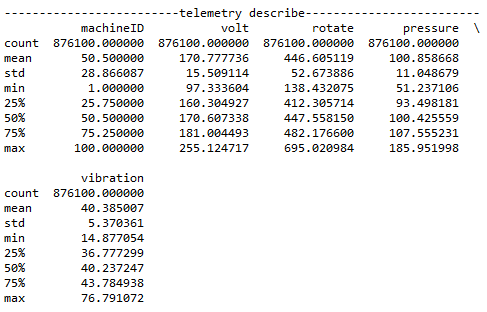 -------------------------telemetry describe-------------------------
           machineID           volt         rotate       pressure  \
count  876100.000000  876100.000000  876100.000000  876100.000000
mean       50.500000     170.777736     446.605119     100.858668
std        28.866087      15.509114      52.673886      11.048679
min         1.000000      97.333604     138.432075      51.237106
25%        25.750000     160.304927     412.305714      93.498181
50%        50.500000     170.607338     447.558150     100.425559
75%        75.250000     181.004493     482.176600     107.555231
max       100.000000     255.124717     695.020984     185.951998
           vibration
count  876100.000000
mean       40.385007
std         5.370361
min        14.877054
25%        36.777299
50%        40.237247
75%        43.784938
max        76.791072